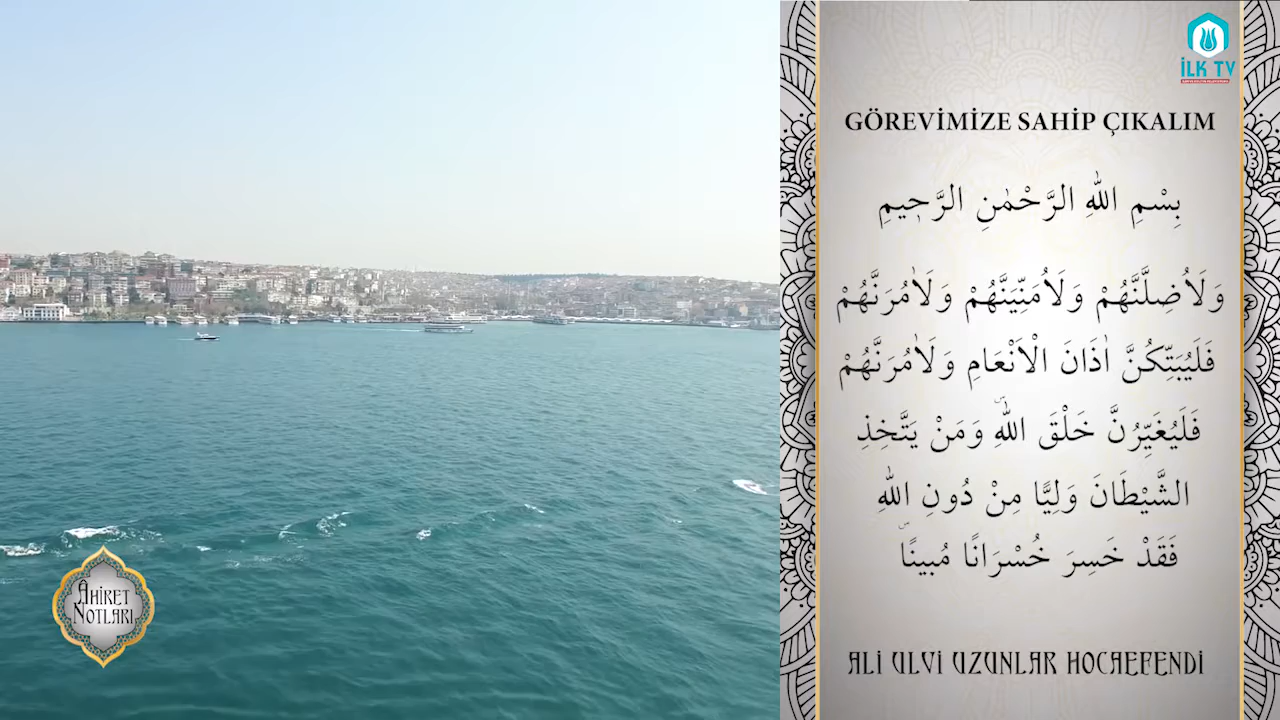 İLK TV
GÖREVİMİZE SAHİP ÇIKALIM
بِسْمِ اللّٰهِ الرَّحْمٰنِ الرَّح۪يمِ
وَلَاُضِلَّنَّهُمْ وَلَاُمَنِّيَنَّهُمْ وَلَاٰمُرَنَّهُمْ
فَلَيُبَتِّكُنَّ اٰذَانَ الْاَنْعَامِ وَلَاٰمُرَنَّهُمْ
فَلَيُغَيِّرُنَّ خَلْقَ اللّٰهِۜ وَمَنْ يَتَّخِذِ
الشَّيْطَانَ وَلِيًّا مِنْ دُونِ اللّٰهِ
فَقَدْ خَسِرَ خُسْرَانًا مُبينًاۜ
AHİRET
NOTLARI
ALİ ULVİ UZUNLAR HOCAEFENDİ